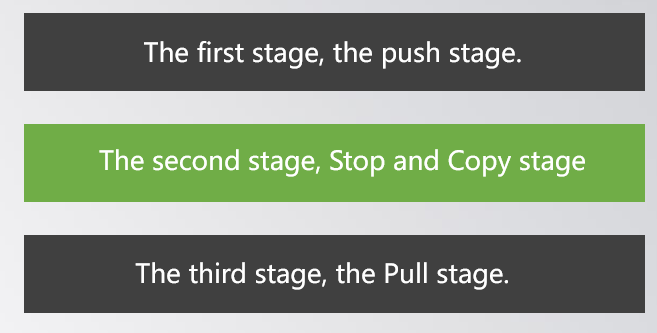 The first stage, the push stage.
The second stage, Stop and Copy stage
The third stage, the Pull stage.